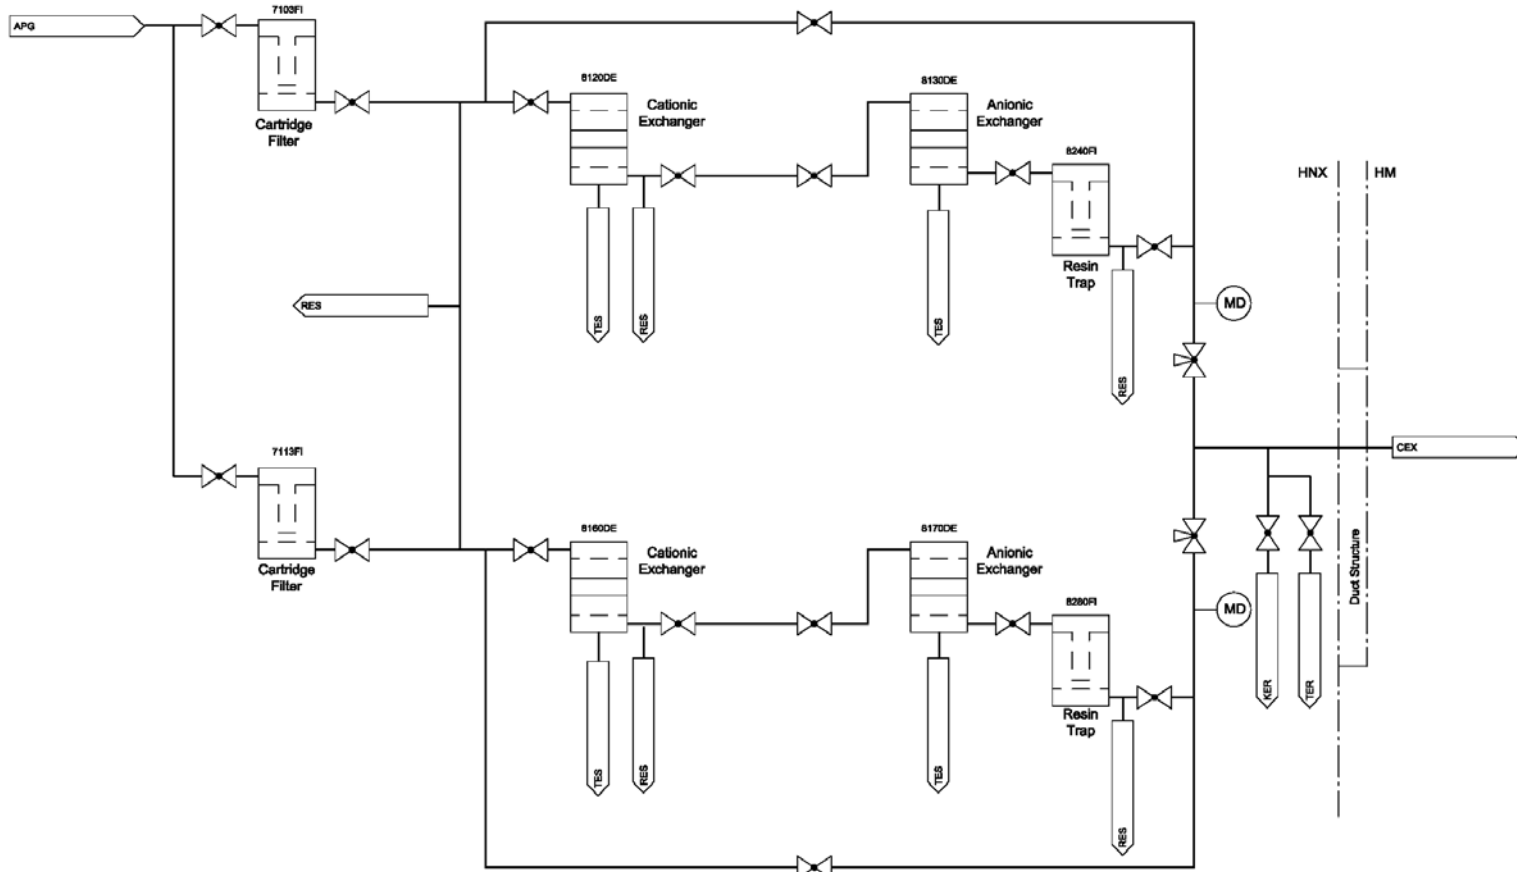 APG
7103FI
Cartridge
Filter
8120DE
Cationic
Exchanger
8130DE
Anionic
Exchanger
8240FI
Resin
Trap
HNX
HM
RES
TES
RES
TES
RES
MD
7113FI
Cartridge
Filter
CEX
8160DE
Cationic
Exchanger
8170DE
Anionic
Exchanger
8280FI
Resin
Trap
MD
Duct Structure
TES
RES
TES
RES
KER
TER